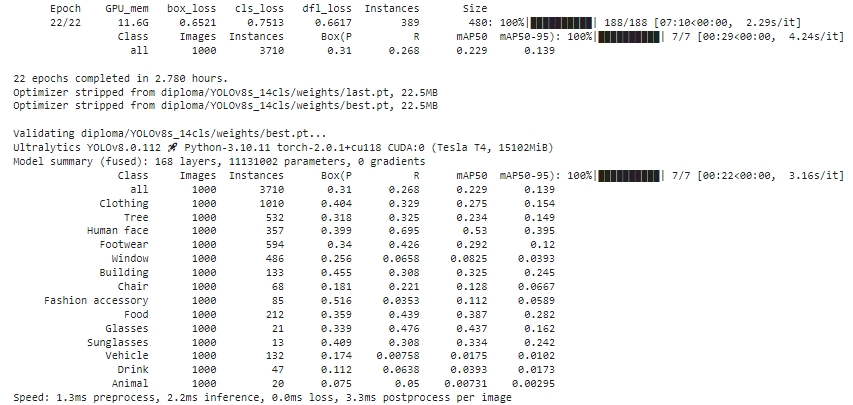 Epoch GPU_mem box_loss cls_loss dfl_loss Instances Size
22/22 11.6G 0.6521 0.7513 0.6617 389 480: 100%|██████████| 188/188 [07:10<00:00, 2.29s/it]
Class Images Instances Box(P R mAP50 mAP50-95): 100%|██████████| 7/7 [00:29<00:00, 4.24s/it]
all 1000 3710 0.31 0.268 0.229 0.139
22 epochs completed in 2.780 hours.
Optimizer stripped from diploma/YOLOv8s_14cls/weights/last.pt, 22.5MB
Optimizer stripped from diploma/YOLOv8s_14cls/weights/best.pt, 22.5MB
Validating diploma/YOLOv8s_14cls/weights/best.pt...
Ultralytics YOLOv8.0.112 🚀 Python-3.10.11 torch-2.0.1+cu118 CUDA:0 (Tesla T4, 15102MiB)
Model summary (fused): 168 layers, 11131002 parameters, 0 gradients
Class Images Instances Box(P R mAP50 mAP50-95): 100%|██████████| 7/7 [00:22<00:00, 3.16s/it]
all 1000 3710 0.31 0.268 0.229 0.139
Clothing 1000 1010 0.404 0.329 0.275 0.154
Tree 1000 532 0.318 0.325 0.234 0.149
Human face 1000 357 0.399 0.695 0.53 0.395
Footwear 1000 594 0.34 0.426 0.292 0.12
Window 1000 486 0.256 0.0658 0.0825 0.0393
Building 1000 133 0.455 0.308 0.325 0.245
Chair 1000 68 0.181 0.221 0.128 0.0667
Fashion accessory 1000 85 0.516 0.0353 0.112 0.0589
Food 1000 212 0.359 0.439 0.387 0.282
Glasses 1000 21 0.339 0.476 0.437 0.162
Sunglasses 1000 13 0.409 0.308 0.334 0.242
Vehicle 1000 132 0.174 0.00758 0.0175 0.0102
Drink 1000 47 0.112 0.0638 0.0393 0.0173
Animal 1000 20 0.075 0.05 0.00731 0.00295
Speed: 1.3ms preprocess, 2.2ms inference, 0.0ms loss, 3.3ms postprocess per image